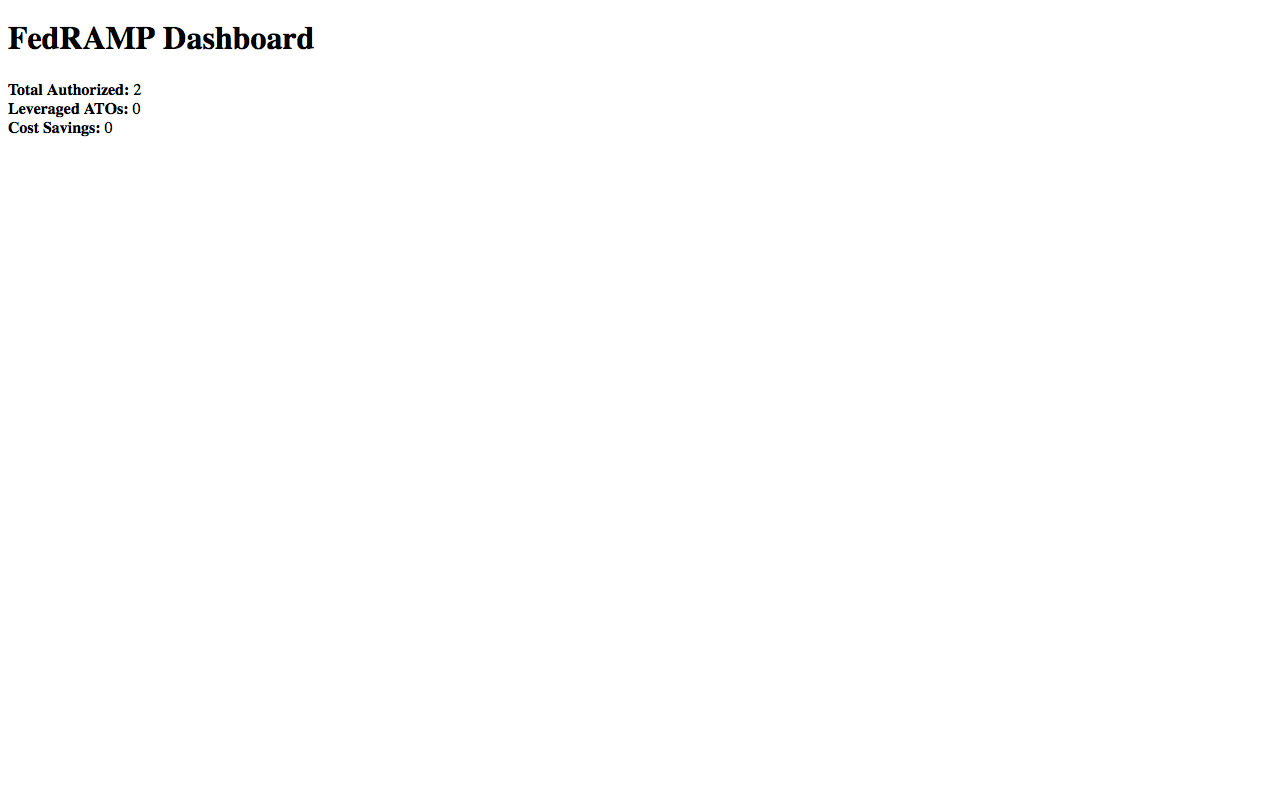 FedRAMP Dashboard
Total Authorized: 2
Leveraged ATOs: 0
Cost Savings: 0